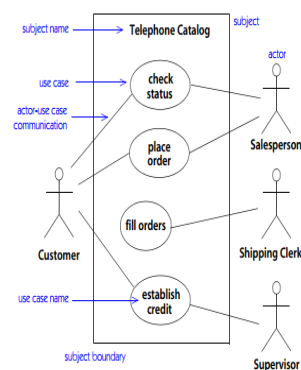 subject name
Telephone Catalog
subject
use case
check
status
actor
actor-use case
communication
place
order
Salesperson
fill orders
Customer
Shipping Clerk
use case name
establish
credit
subject boundary
Supervisor